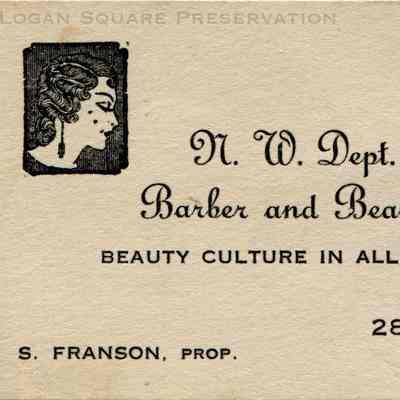 LOGAN SQUARE PRESERVATION
N. W. Dept.
Barber and Bea
BEAUTY CULTURE IN ALL
28
S. FRANSON, PROP.